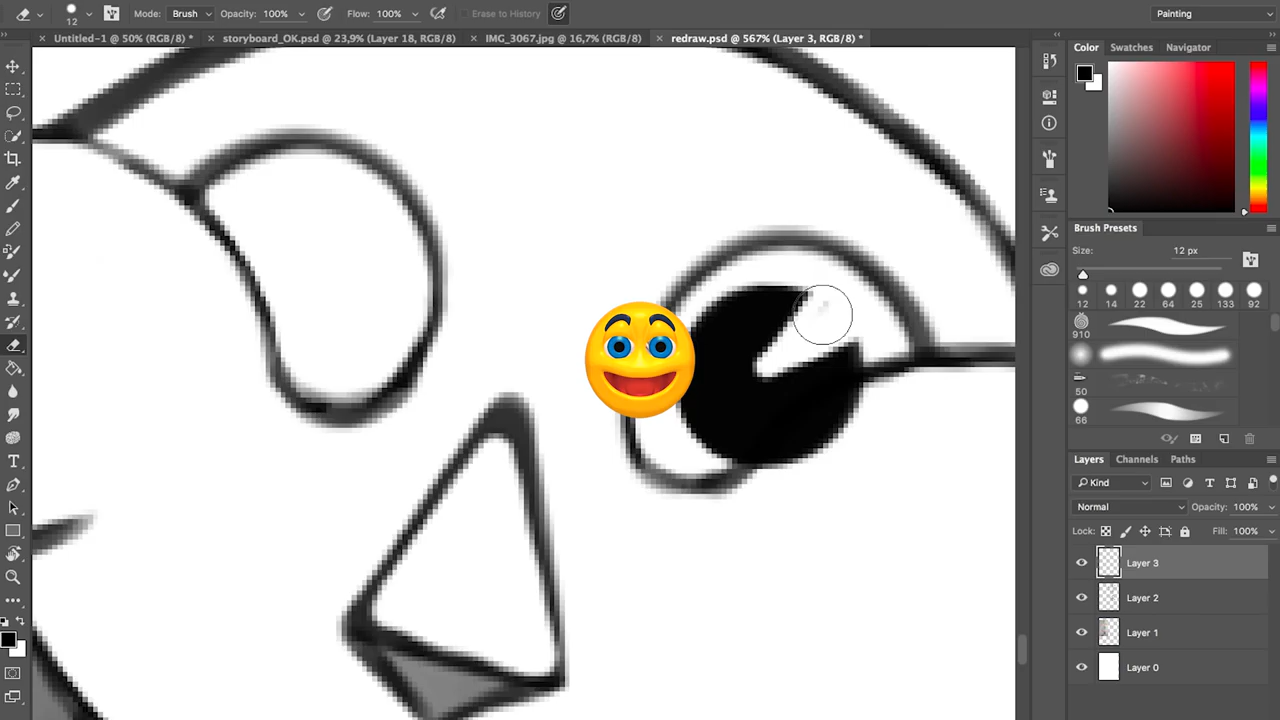 12 Mode: Brush Opacity: 100% Flow: 100% Erase to History Painting
Untitled-1 @ 50% (RGB/8) * × storyboard_OK.psd @ 23,9% (Layer 18, RGB/8) × IMG_3067.jpg @ 16,7% (RGB/8) × redraw.psd @ 567% (Layer 3, RGB/8) *
Color Swatches Navigator
Brush Presets
Size: 12 px
12 14 22 64 25 133 92
910
50
66
Layers Channels Paths
Kind
Normal Opacity: 100%
Lock: Fill: 100%
Layer 3
Layer 2
Layer 1
Layer 0